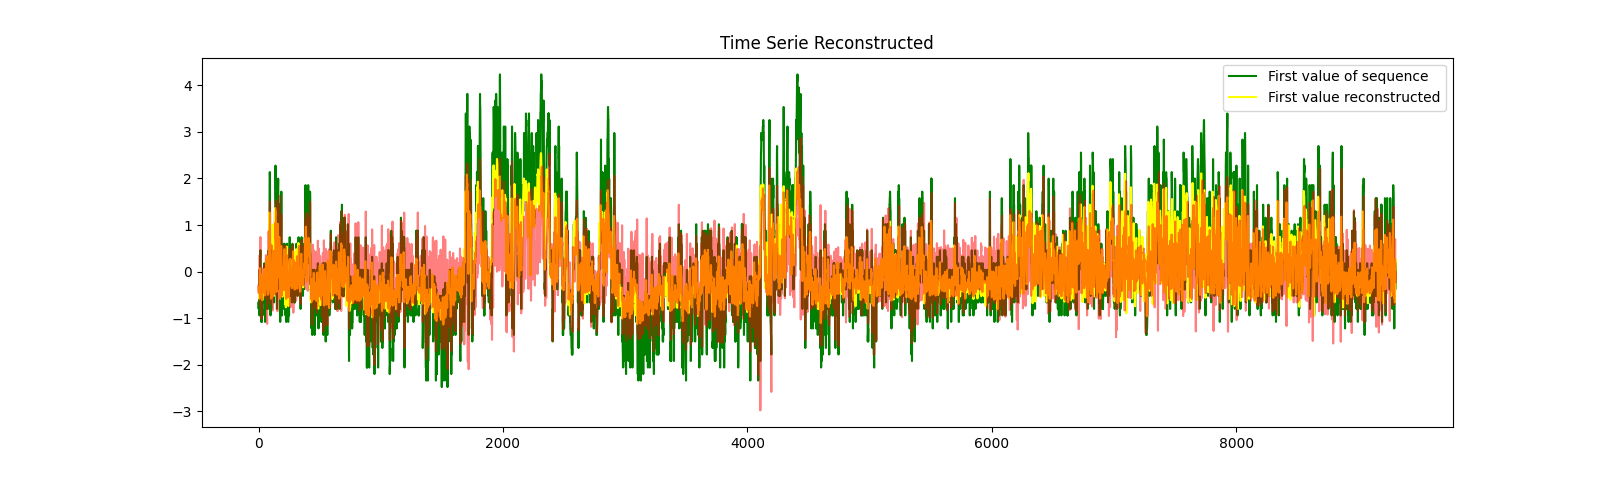 Time Serie Reconstructed
First value of sequence
First value reconstructed
4
3
2
1
0
−1
−2
−3
0 2000 4000 6000 8000